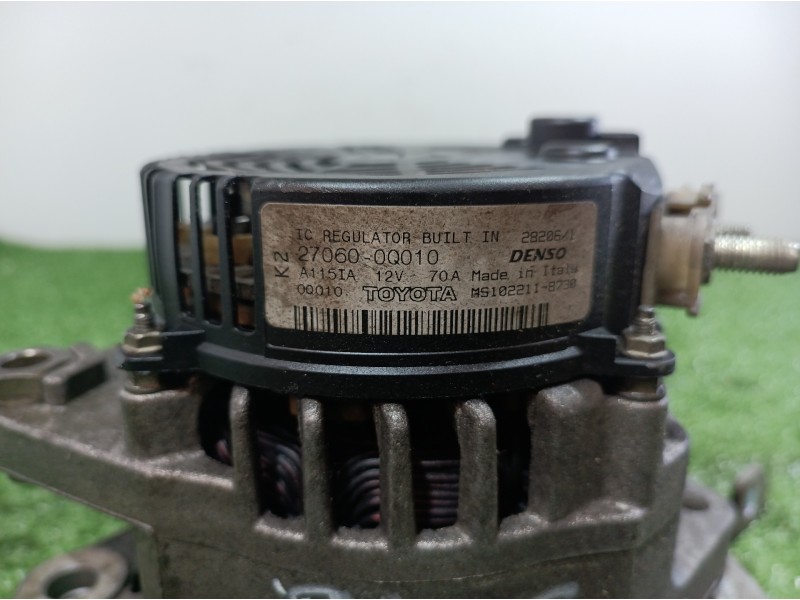 IC REGULATOR BUILT IN 28206/1
K2
27060-0Q010 DENSO
A115IA 12V 70A Made in Italy
0Q010 TOYOTA MS102211-8730